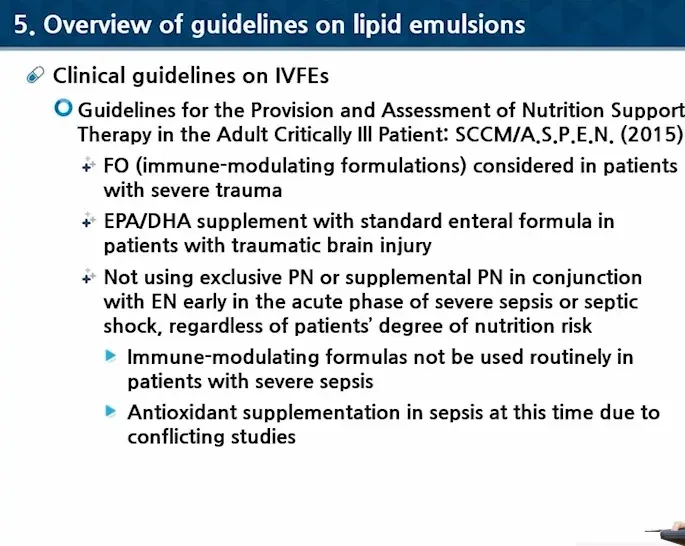 5. Overview of guidelines on lipid emulsions
Clinical guidelines on IVFEs
Guidelines for the Provision and Assessment of Nutrition Support
Therapy in the Adult Critically Ill Patient: SCCM/A.S.P.E.N. (2015)
FO (immune-modulating formulations) considered in patients
with severe trauma
EPA/DHA supplement with standard enteral formula in
patients with traumatic brain injury
Not using exclusive PN or supplemental PN in conjunction
with EN early in the acute phase of severe sepsis or septic
shock, regardless of patients’ degree of nutrition risk
Immune-modulating formulas not be used routinely in
patients with severe sepsis
Antioxidant supplementation in sepsis at this time due to
conflicting studies